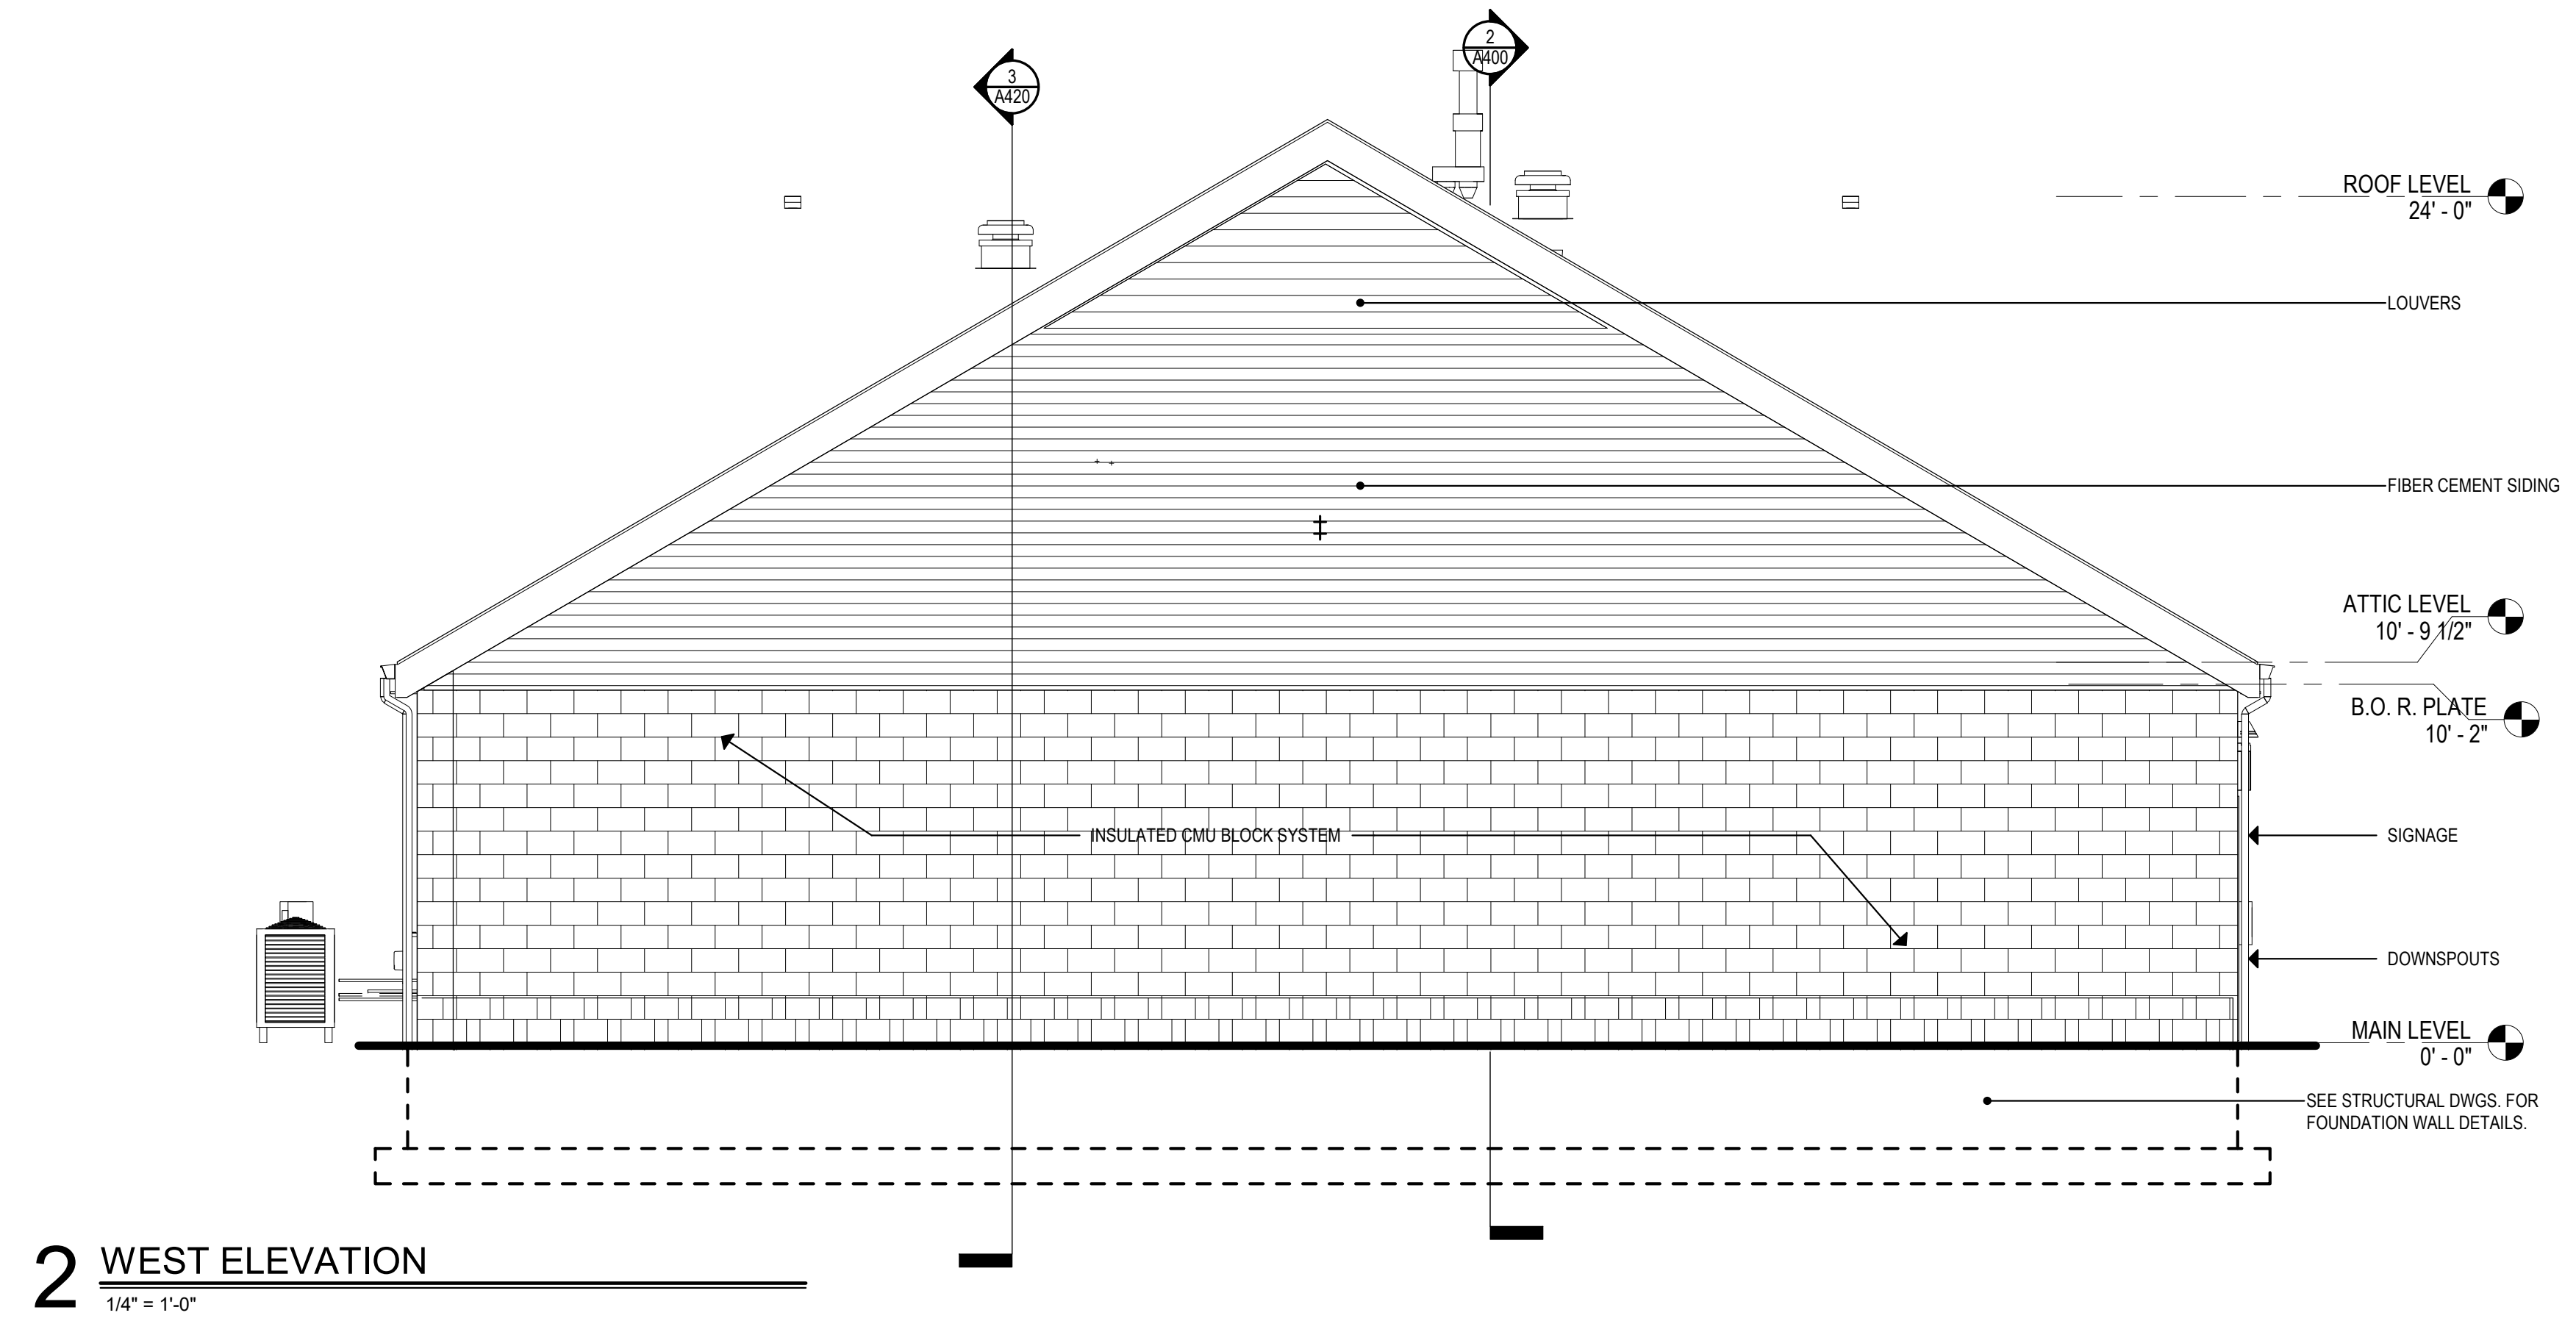 2
A400
3
A420
ROOF LEVEL
24' - 0"
LOUVERS
FIBER CEMENT SIDING
ATTIC LEVEL
10' - 9 1/2"
B.O. R. PLATE
10' - 2"
INSULATED CMU BLOCK SYSTEM
SIGNAGE
DOWNSPOUTS
MAIN LEVEL
0' - 0"
SEE STRUCTURAL DWGS. FOR
FOUNDATION WALL DETAILS.
2 WEST ELEVATION
1/4" = 1'-0"